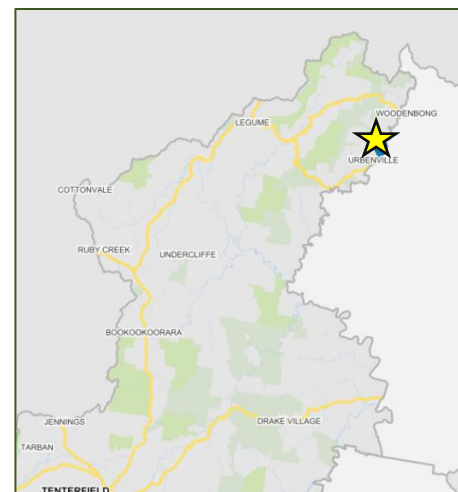 WOODENBONG
LEGUME
URBENVILLE
COTTONVALE
RUBY CREEK
UNDERCLIFFE
BOOKOOKOORARA
JENNINGS
DRAKE VILLAGE
TARBAN
TENTERFIELD